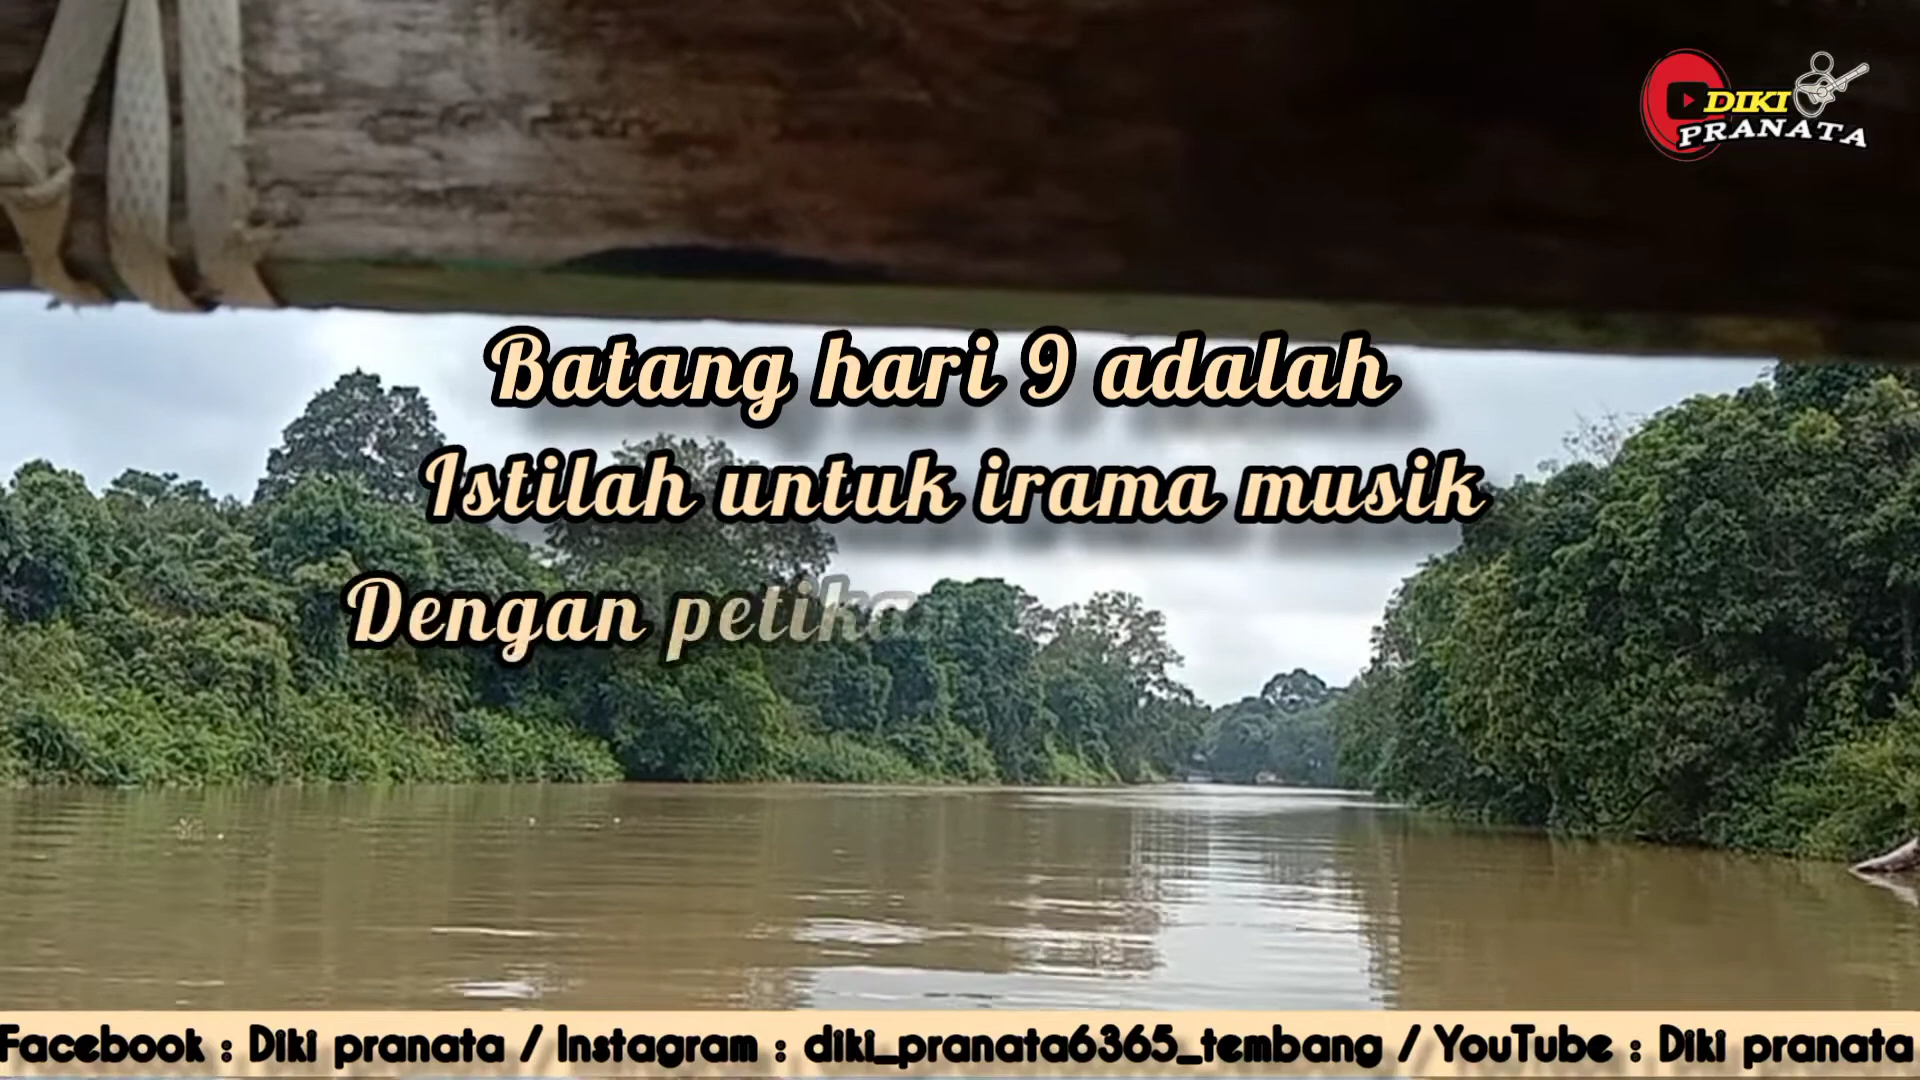 DIKI
PRANATA
Batang hari 9 adalah
Istilah untuk irama musik
Dengan petika
Facebook : Diki pranata / Instagram : diki_pranata6365_tembang / YouTube : Diki pranata